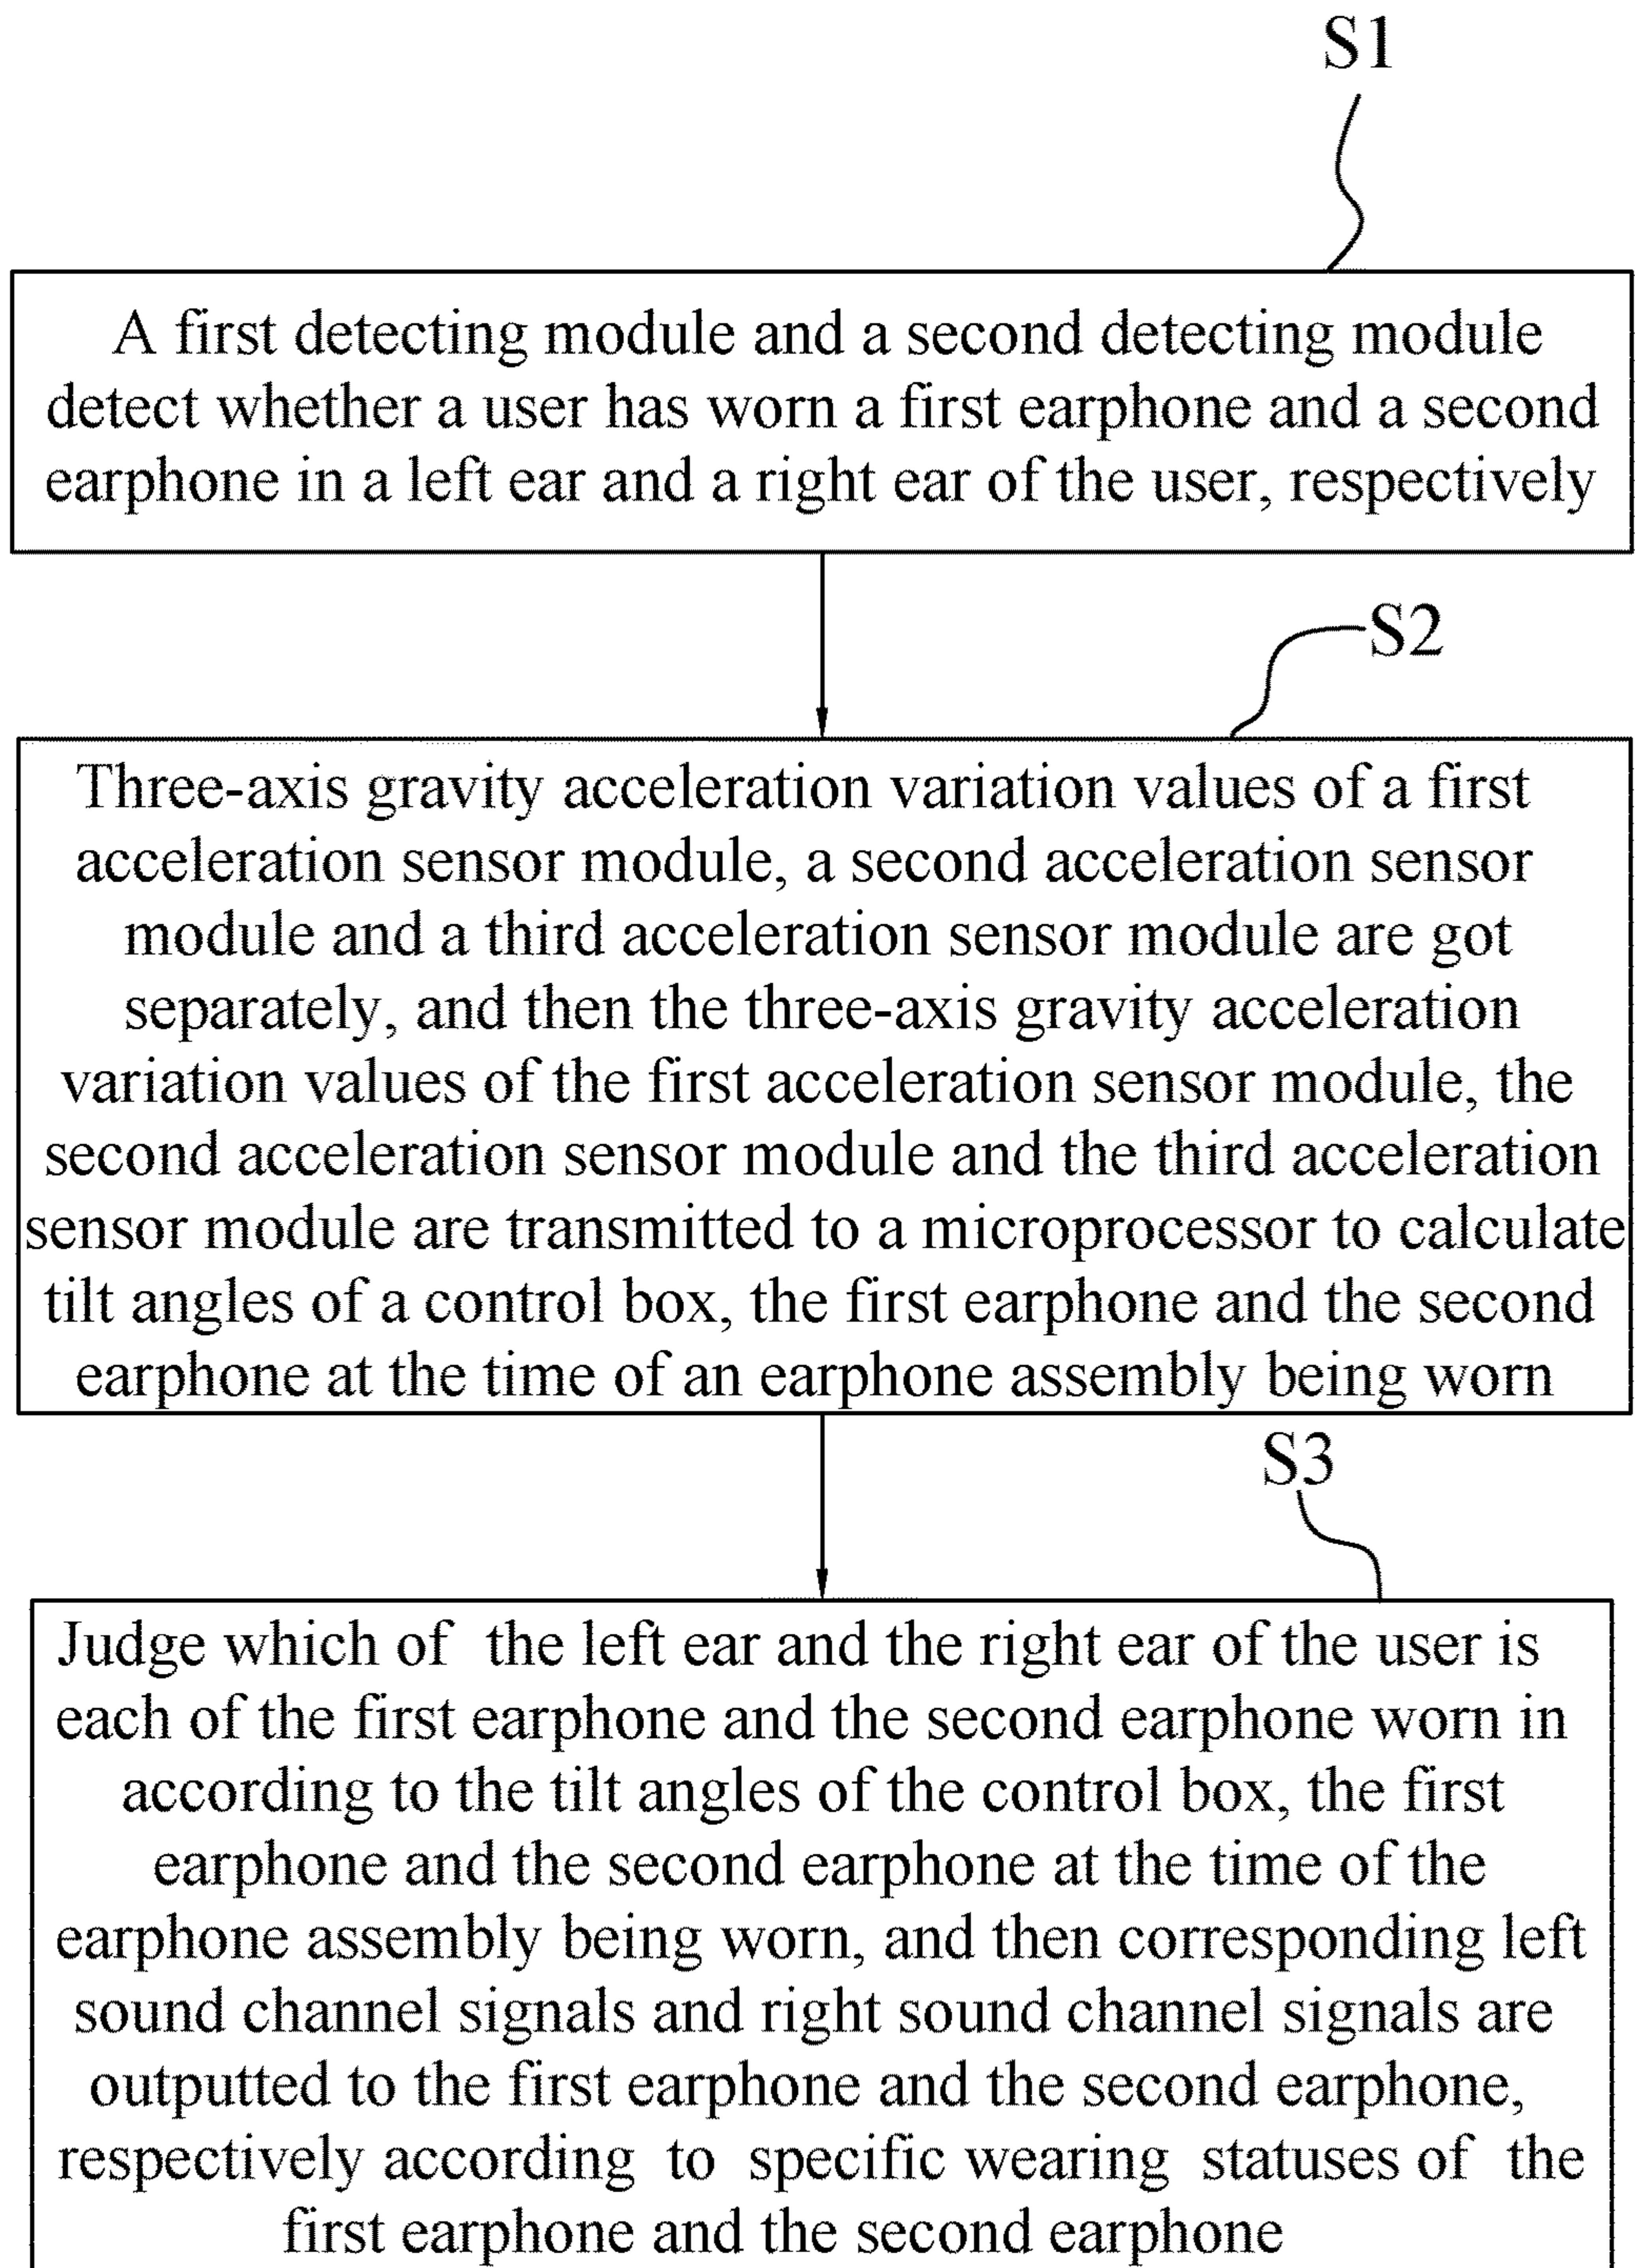 S1
A first detecting module and a second detecting module
detect whether a user has worn a first earphone and a second
earphone in a left ear and a right ear of the user, respectively
S2
Three-axis gravity acceleration variation values of a first
acceleration sensor module, a second acceleration sensor
module and a third acceleration sensor module are got
separately, and then the three-axis gravity acceleration
variation values of the first acceleration sensor module, the
second acceleration sensor module and the third acceleration
sensor module are transmitted to a microprocessor to calculate
tilt angles of a control box, the first earphone and the second
earphone at the time of an earphone assembly being worn
S3
Judge which of the left ear and the right ear of the user is
each of the first earphone and the second earphone worn in
according to the tilt angles of the control box, the first
earphone and the second earphone at the time of the
earphone assembly being worn, and then corresponding left
sound channel signals and right sound channel signals are
outputted to the first earphone and the second earphone,
respectively according to specific wearing statuses of the
first earphone and the second earphone